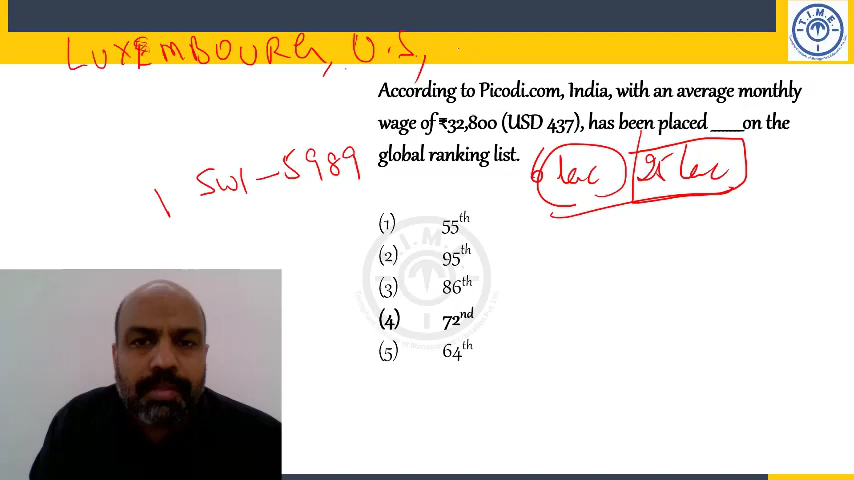 T.I.M.E.
LUXEMBOURG, U.S,
According to Picodi.com, India, with an average monthly
wage of ₹32,800 (USD 437), has been placed ____on the
global ranking list.
6 lac 25 lac
1 SWI - 5989
(1) 55th
(2) 95th
(3) 86th
(4) 72nd
(5) 64th